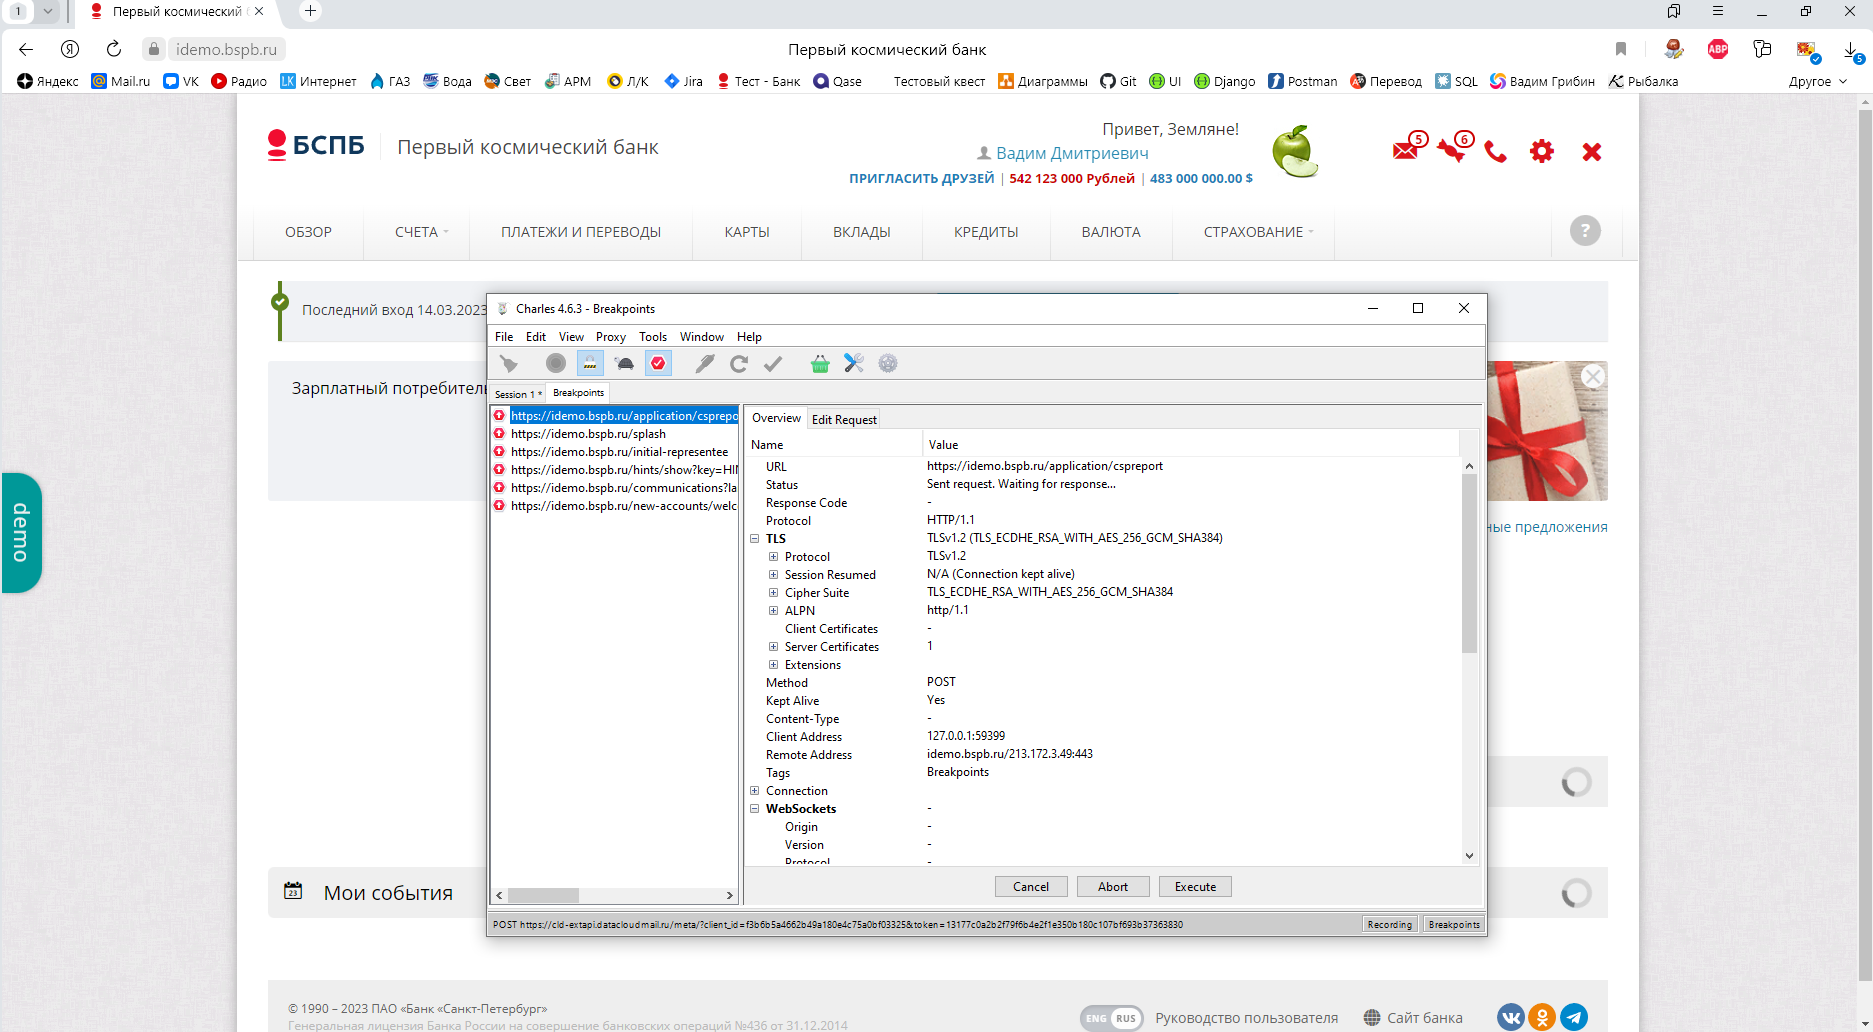 1
Первый космический
idemo.bspb.ru
Первый космический банк
ABP
5
Яндекс
Mail.ru
VK
Радио
Интернет
ГАЗ
Вода
Свет
АРМ
Л/К
Jira
Тест - Банк
Qase
Тестовый квест
Диаграммы
Git
UI
Django
Postman
Перевод
SQL
Вадим Грибин
Рыбалка
Другое
БСПБ
Первый космический банк
Привет, Земляне!
Вадим Дмитриевич
ПРИГЛАСИТЬ ДРУЗЕЙ | 542 123 000 Рублей | 483 000 000.00 $
5
6
ОБЗОР
СЧЕТА
ПЛАТЕЖИ И ПЕРЕВОДЫ
КАРТЫ
ВКЛАДЫ
КРЕДИТЫ
ВАЛЮТА
СТРАХОВАНИЕ
?
Последний вход 14.03.2023
Зарплатный потребитель
demo
ные предложения
Charles 4.6.3 - Breakpoints
File Edit View Proxy Tools Window Help
Session 1 *
Breakpoints
https://idemo.bspb.ru/application/csprepo
https://idemo.bspb.ru/splash
https://idemo.bspb.ru/initial-representee
https://idemo.bspb.ru/hints/show?key=HIN
https://idemo.bspb.ru/communications?la
https://idemo.bspb.ru/new-accounts/welc
Overview
Edit Request
Name Value
URL https://idemo.bspb.ru/application/cspreport
Status Sent request. Waiting for response...
Response Code -
Protocol HTTP/1.1
TLS TLSv1.2 (TLS_ECDHE_RSA_WITH_AES_256_GCM_SHA384)
Protocol TLSv1.2
Session Resumed N/A (Connection kept alive)
Cipher Suite TLS_ECDHE_RSA_WITH_AES_256_GCM_SHA384
ALPN http/1.1
Client Certificates -
Server Certificates 1
Extensions
Method POST
Kept Alive Yes
Content-Type -
Client Address 127.0.0.1:59399
Remote Address idemo.bspb.ru/213.172.3.49:443
Tags Breakpoints
Connection
WebSockets -
Origin -
Version -
Protocol -
Cancel
Abort
Execute
POST https://cld-extapi.datacloudmail.ru/meta/?client_id=f3b6b5a4662b49a180e4c75a0bf03325&token=13177c0a2b2f79f6b4e2f1e350b180c107bf693b37363830
Recording
Breakpoints
23
Мои события
© 1990 – 2023 ПАО «Банк «Санкт-Петербург»
Генеральная лицензия Банка России на совершение банковских операций №436 от 31.12.2014
ENG RUS
Руководство пользователя
Сайт банка